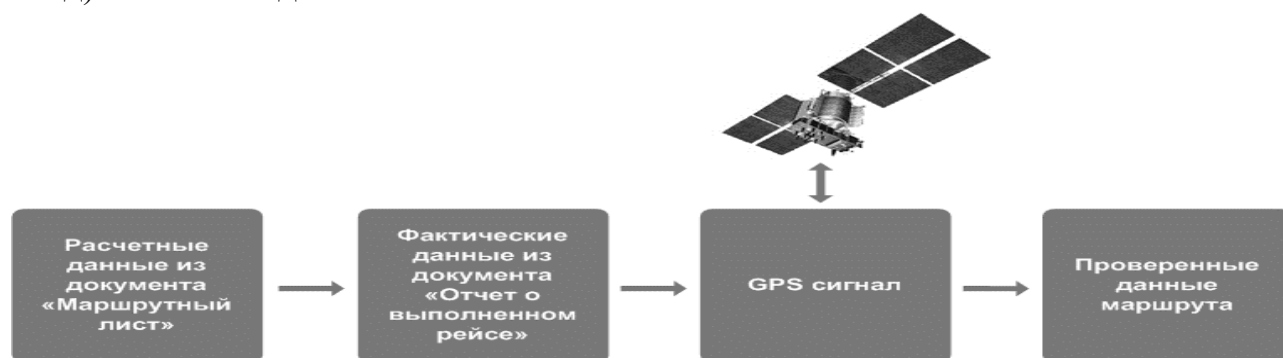 Расчетные
данные из
документа
«Маршрутный
лист»
Фактические
данные из
документа
«Отчет о
выполненном
рейсе»
GPS сигнал
Проверенные
данные
маршрута